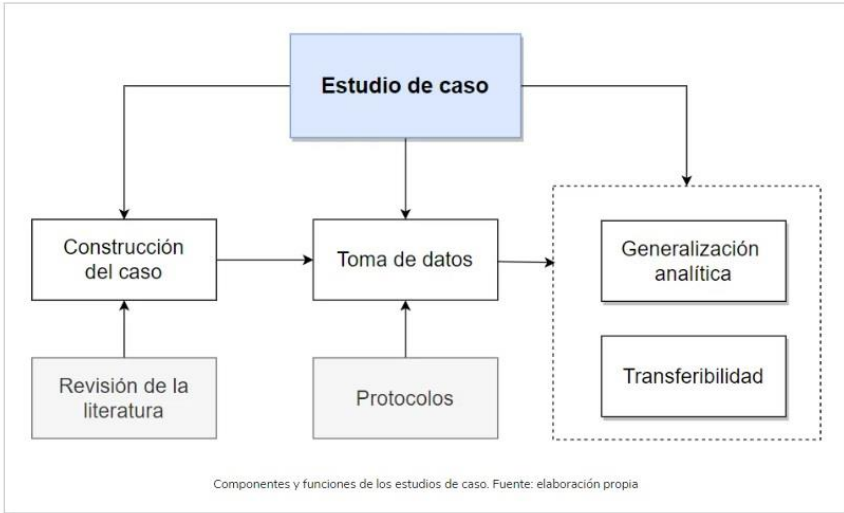 Estudio de caso
Construcción
del caso
Toma de datos
Generalización
analítica
Revisión de la
literatura
Protocolos
Transferibilidad
Componentes y funciones de los estudios de caso. Fuente: elaboración propia